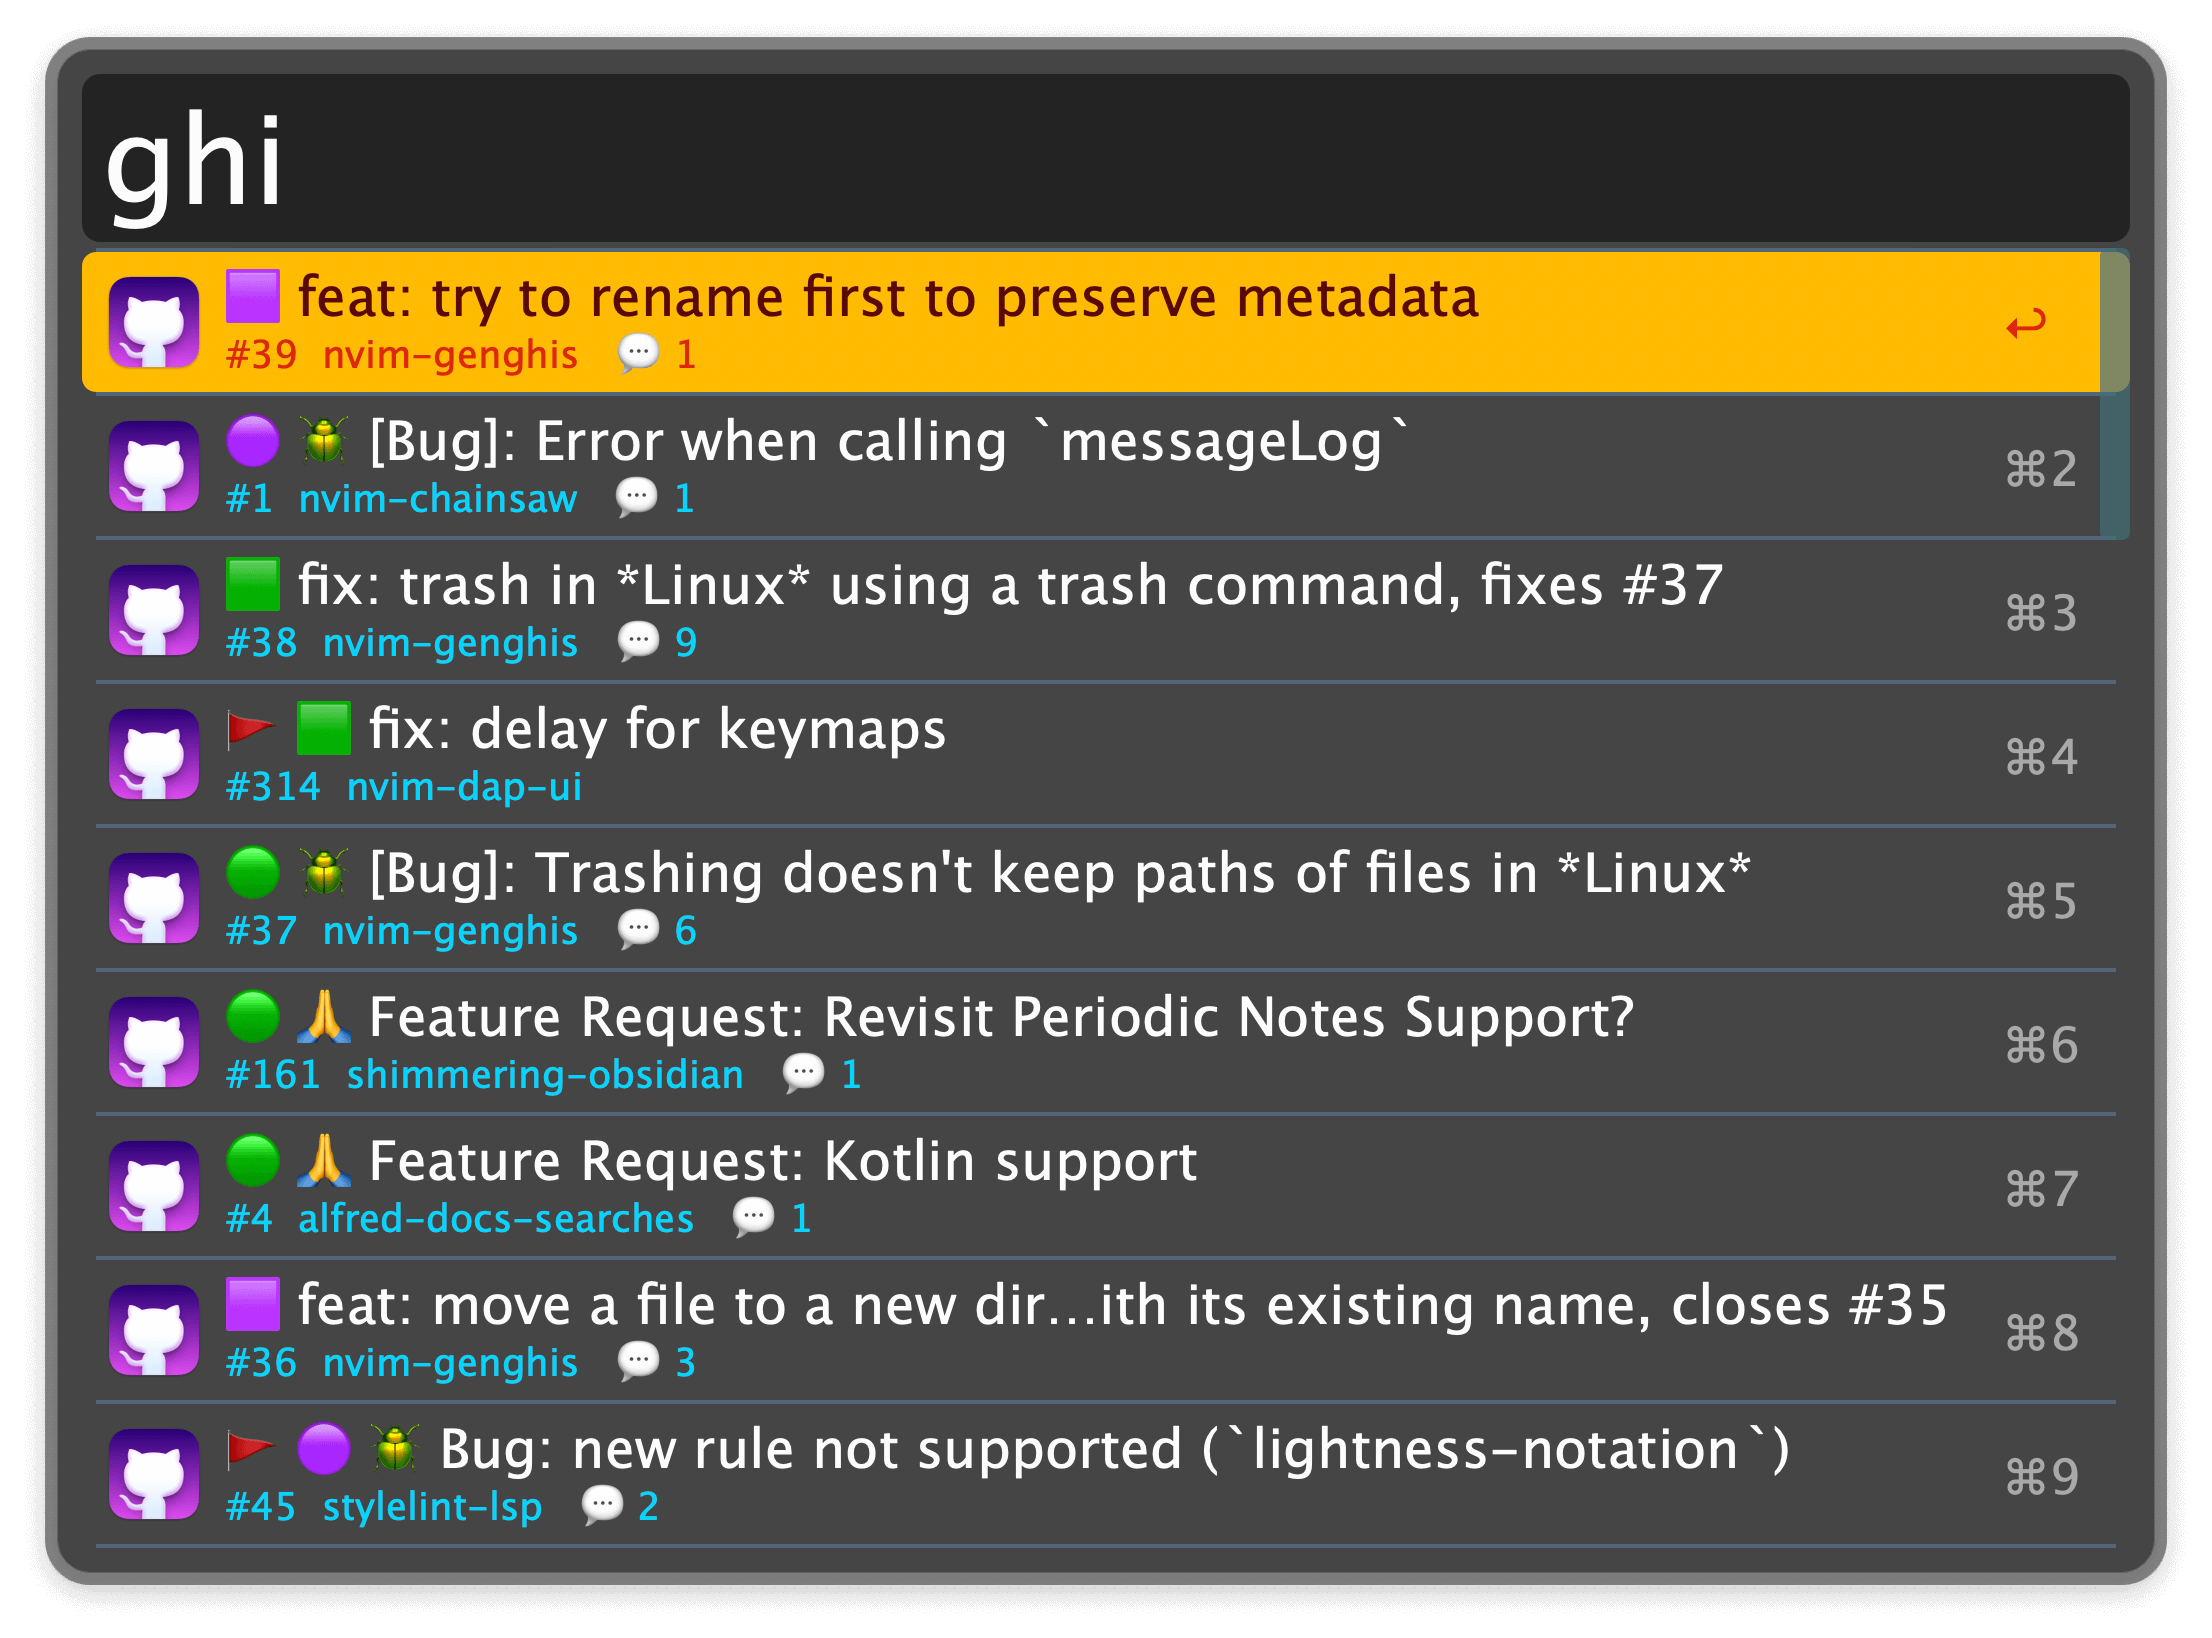 ghi
🟪 feat: try to rename first to preserve metadata
#39 nvim-genghis 💬 1
↩
🟣 🪲 [Bug]: Error when calling `messageLog`
#1 nvim-chainsaw 💬 1
⌘2
🟩 fix: trash in *Linux* using a trash command, fixes #37
#38 nvim-genghis 💬 9
⌘3
🚩 🟩 fix: delay for keymaps
#314 nvim-dap-ui
⌘4
🟢 🪲 [Bug]: Trashing doesn't keep paths of files in *Linux*
#37 nvim-genghis 💬 6
⌘5
🟢 🙏 Feature Request: Revisit Periodic Notes Support?
#161 shimmering-obsidian 💬 1
⌘6
🟢 🙏 Feature Request: Kotlin support
#4 alfred-docs-searches 💬 1
⌘7
🟪 feat: move a file to a new dir…ith its existing name, closes #35
#36 nvim-genghis 💬 3
⌘8
🚩 🟣 🪲 Bug: new rule not supported (`lightness-notation`)
#45 stylelint-lsp 💬 2
⌘9